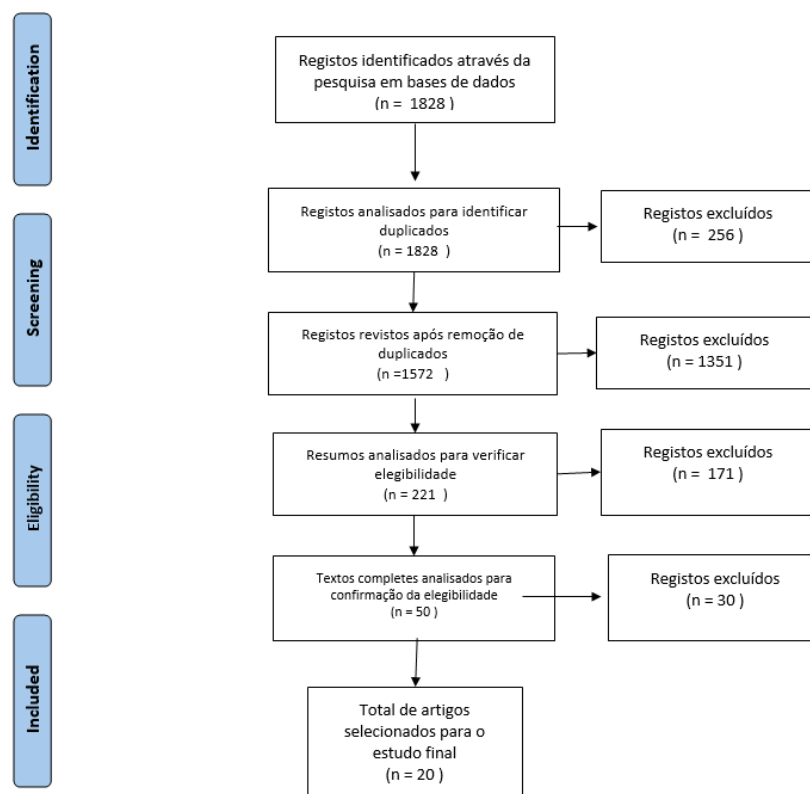 Identification
Registos identificados através da
pesquisa em bases de dados
(n = 1828 )
Registos analisados para identificar
duplicados
(n = 1828 )
Registos excluídos
(n = 256 )
Screening
Registos revistos após remoção de
duplicados
(n =1572 )
Registos excluídos
(n = 1351 )
Eligibility
Resumos analisados para verificar
elegibilidade
(n = 221 )
Registos excluídos
(n = 171)
Textos completes analisados para
confirmação da elegibilidade
(n = 50 )
Registos excluídos
(n = 30 )
Included
Total de artigos
selecionados para o
estudo final
(n = 20 )